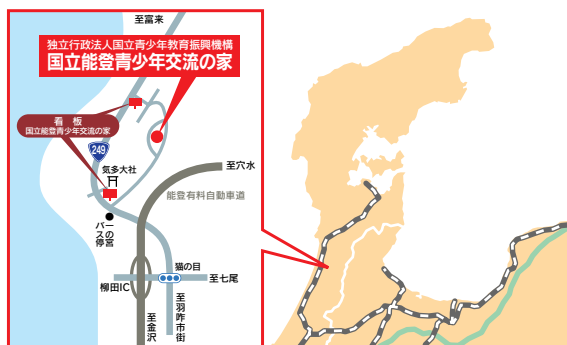 至富来
独立行政法人国立青少年教育振興機構
国立能登青少年交流の家
看 板
国立能登青少年交流の家
249
気多大社
至穴水
能登有料自動車道
一の宮
バス停
猫の目
柳田IC
至七尾
至羽咋市街
至金沢